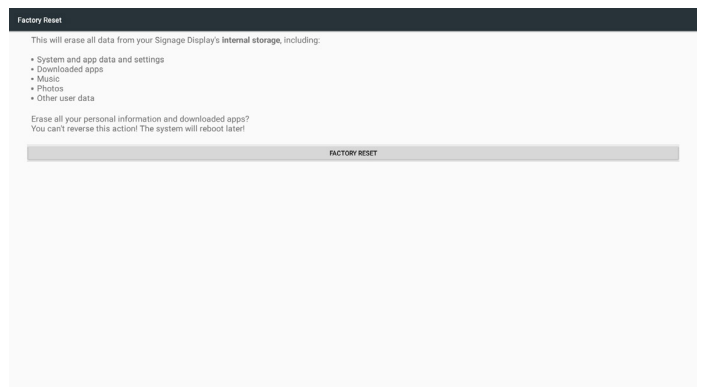 Factory Reset
This will erase all data from your Signage Display's internal storage, including:
▪ System and app data and settings
▪ Downloaded apps
▪ Music
▪ Photos
▪ Other user data
Erase all your personal information and downloaded apps?
You can't reverse this action! The system will reboot later!
FACTORY RESET